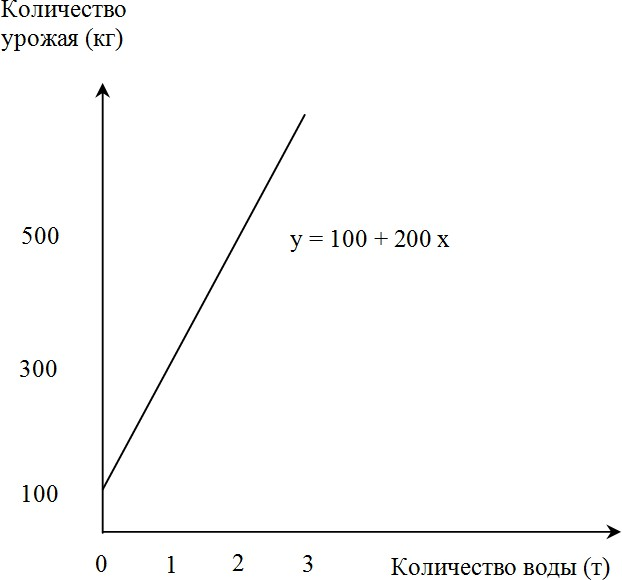 Количество
урожая (кг)
500
y = 100 + 200 x
300
100
0 1 2 3 Количество воды (т)